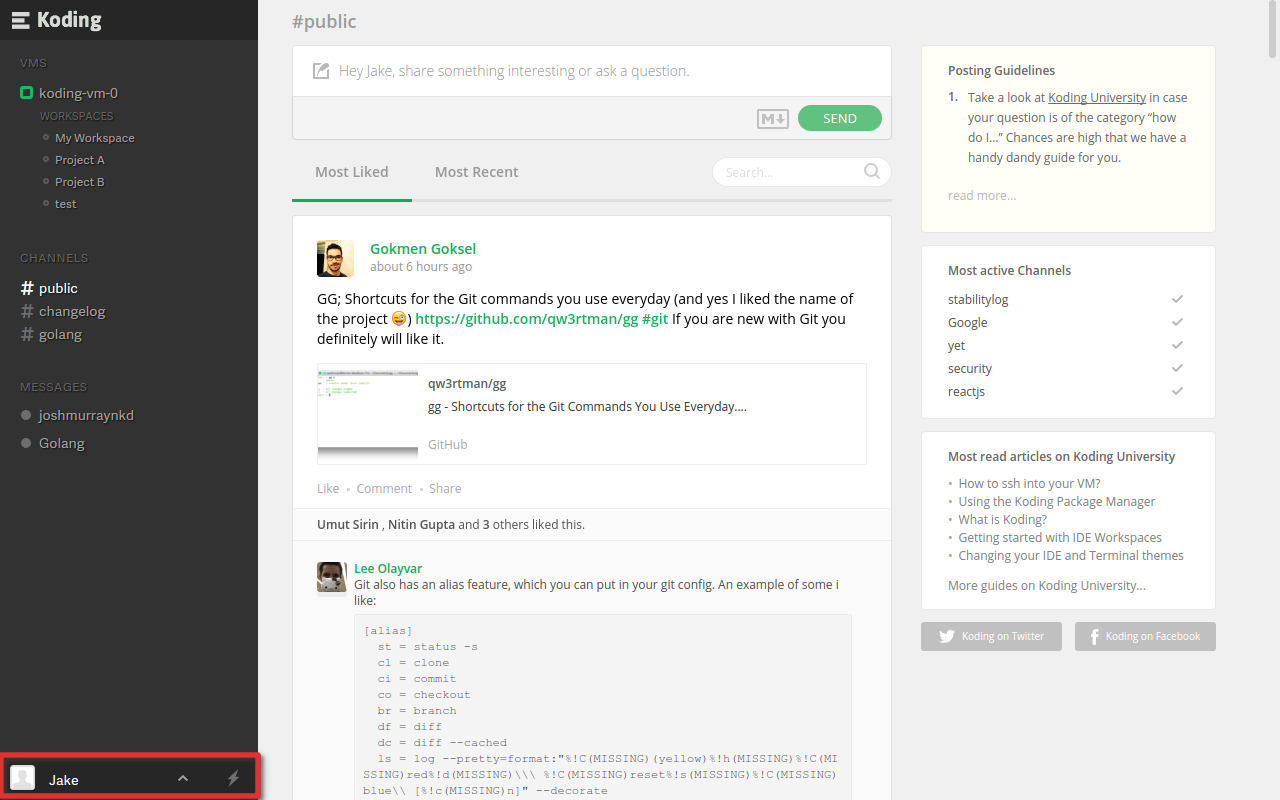 Koding
VMS
koding-vm-0
WORKSPACES
My Workspace
Project A
Project B
test
CHANNELS
# public
# changelog
# golang
MESSAGES
joshmurraynkd
Golang
Jake
#public
Hey Jake, share something interesting or ask a question.
M
SEND
Most Liked
Most Recent
Search...
Gokmen Goksel
about 6 hours ago
GG; Shortcuts for the Git commands you use everyday (and yes I liked the name of
the project 😜) https://github.com/qw3rtman/gg #git If you are new with Git you
definitely will like it.
qw3rtman/gg
gg - Shortcuts for the Git Commands You Use Everyday....
GitHub
Like • Comment • Share
Umut Sirin , Nitin Gupta and 3 others liked this.
Lee Olayvar
Git also has an alias feature, which you can put in your git config. An example of some i
like:
[alias]
st = status -s
cl = clone
ci = commit
co = checkout
br = branch
df = diff
dc = diff --cached
ls = log --pretty=format:"%!C(MISSING)(yellow)%!h(MISSING)%!C(MI
SSING)red%!d(MISSING)\\\ %!C(MISSING)reset%!s(MISSING)%!C(MISSING)
blue\\ [%!c(MISSING)n]" --decorate
Posting Guidelines
1. Take a look at Koding University in case
your question is of the category “how
do I...” Chances are high that we have a
handy dandy guide for you.
read more...
Most active Channels
stabilitylog
Google
yet
security
reactjs
Most read articles on Koding University
• How to ssh into your VM?
• Using the Koding Package Manager
• What is Koding?
• Getting started with IDE Workspaces
• Changing your IDE and Terminal themes
More guides on Koding University...
Koding on Twitter
Koding on Facebook